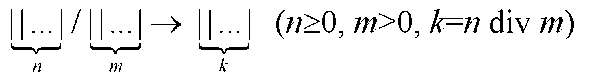 ||...| / ||...| → ||...| (n≥0, m>0, k=n div m)
n m k